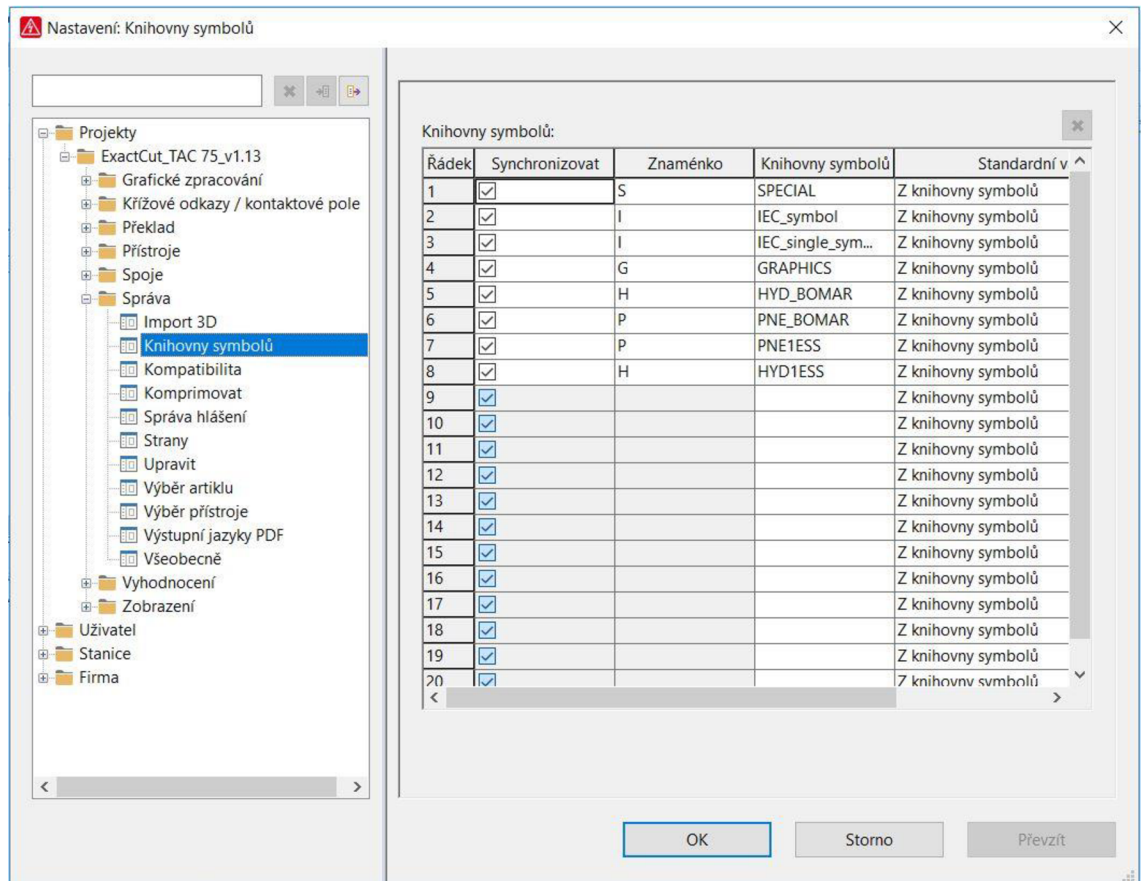 Nastavení: Knihovny symbolů
Projekty
ExactCut_TAC 75_v1.13
Grafické zpracování
Křížové odkazy / kontaktové pole
Překlad
Přístroje
Spoje
Správa
Import 3D
Knihovny symbolů
Kompatibilita
Komprimovat
Správa hlášení
Strany
Upravit
Výběr artiklu
Výběr přístroje
Výstupní jazyky PDF
Všeobecně
Vyhodnocení
Zobrazení
Uživatel
Stanice
Firma
Knihovny symbolů:
Řádek Synchronizovat Znaménko Knihovny symbolů Standardní v
1 S SPECIAL Z knihovny symbolů
2 I IEC_symbol Z knihovny symbolů
3 I IEC_single_sym... Z knihovny symbolů
4 G GRAPHICS Z knihovny symbolů
5 H HYD_BOMAR Z knihovny symbolů
6 P PNE_BOMAR Z knihovny symbolů
7 P PNE1ESS Z knihovny symbolů
8 H HYD1ESS Z knihovny symbolů
9 Z knihovny symbolů
10 Z knihovny symbolů
11 Z knihovny symbolů
12 Z knihovny symbolů
13 Z knihovny symbolů
14 Z knihovny symbolů
15 Z knihovny symbolů
16 Z knihovny symbolů
17 Z knihovny symbolů
18 Z knihovny symbolů
19 Z knihovny symbolů
20 Z knihovny symbolů
OK Storno Převzít